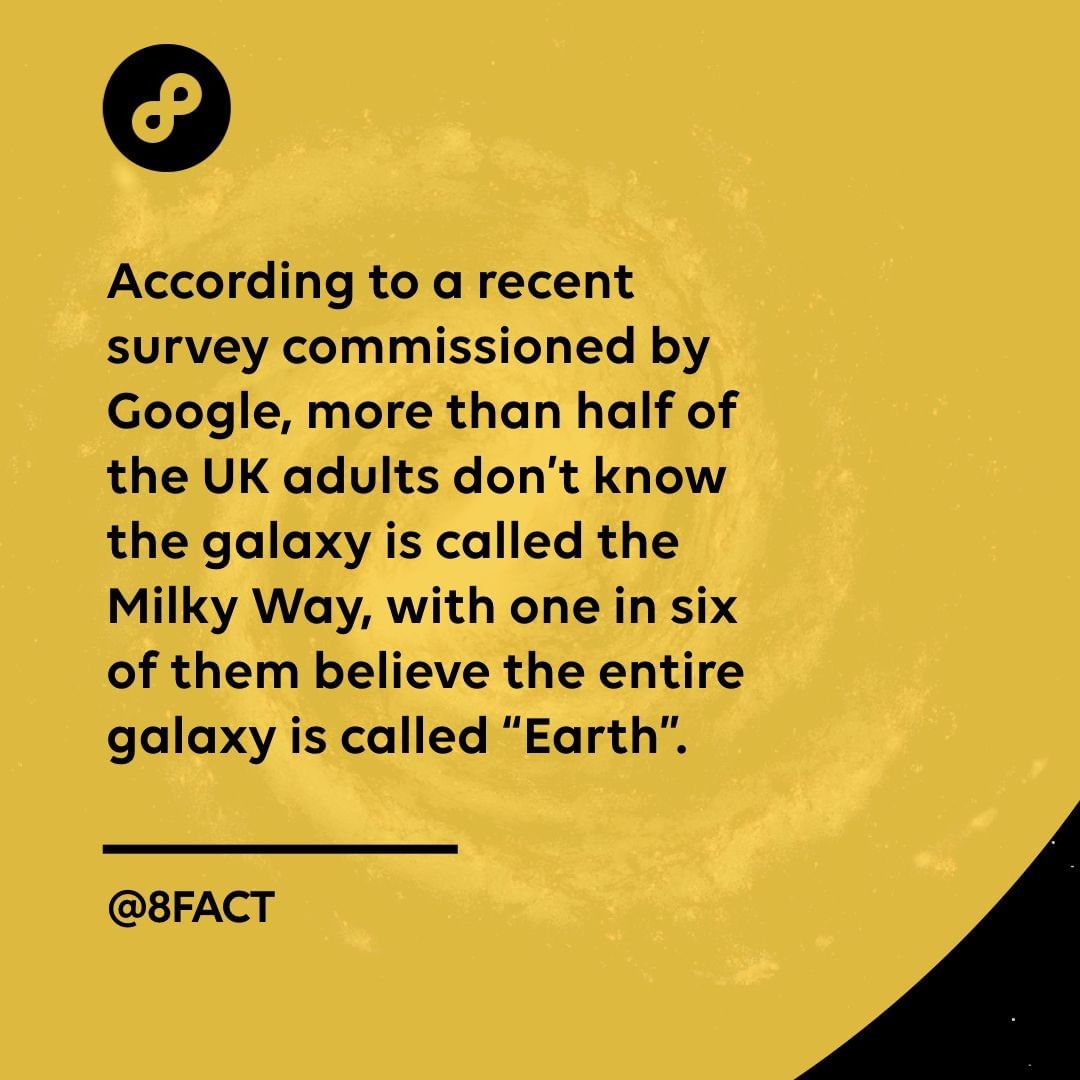 According to a recent
survey commissioned by
Google, more than half of
the UK adults don't know
the galaxy is called the
Milky Way, with one in six
of them believe the entire
galaxy is called “Earth”.
@8FACT